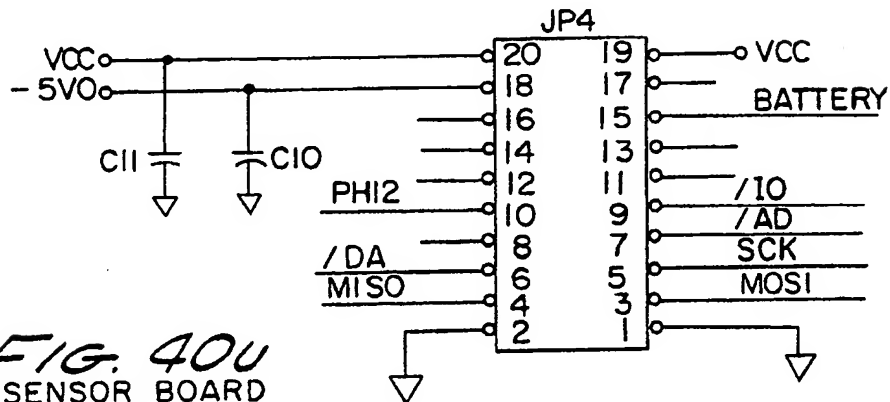 JP4
VCC 20 19 VCC
-5V 18 17
16 15 BATTERY
14 13
C11 C10 12 11
PHI2 10 9 /IO
8 7 /AD
/DA 6 5 SCK
MISO 4 3 MOSI
2 1
FIG. 40u
SENSOR BOARD